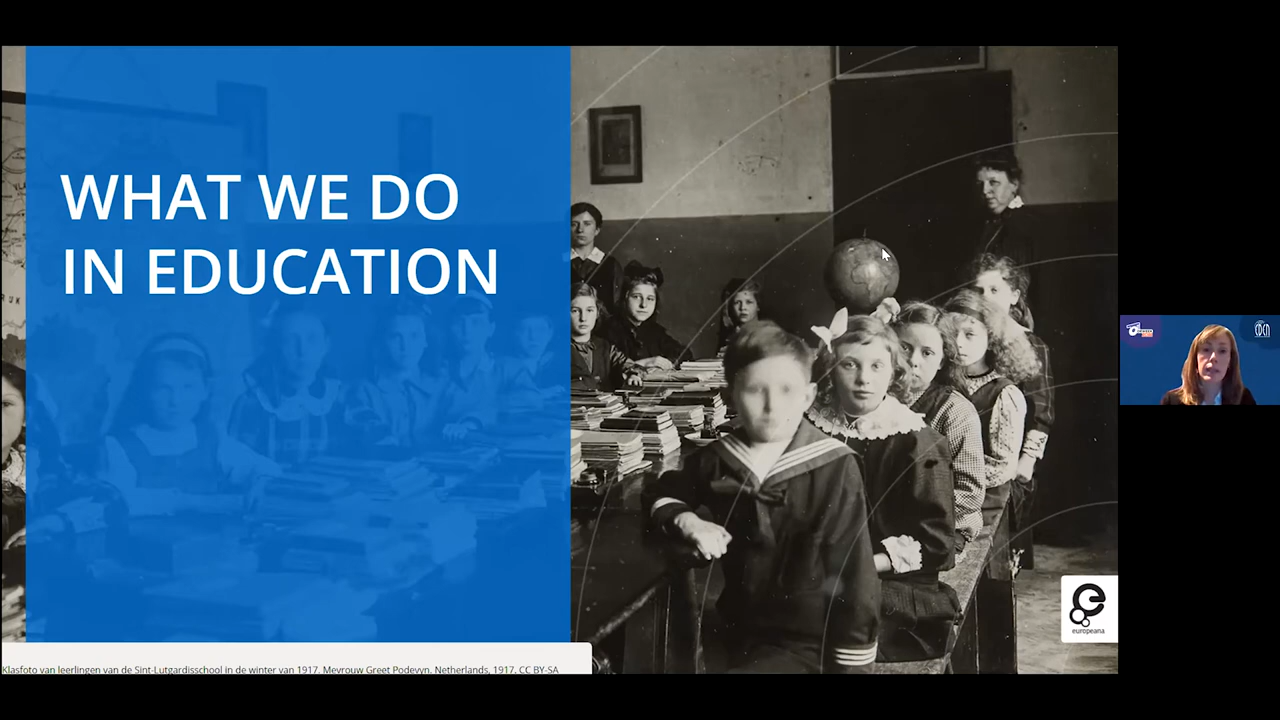 WHAT WE DO
IN EDUCATION
europeana
Klasfoto van leerlingen van de Sint-Lutgardisschool in de winter van 1917. Mevrouw Greet Podevyn. Netherlands, 1917. CC BY-SA